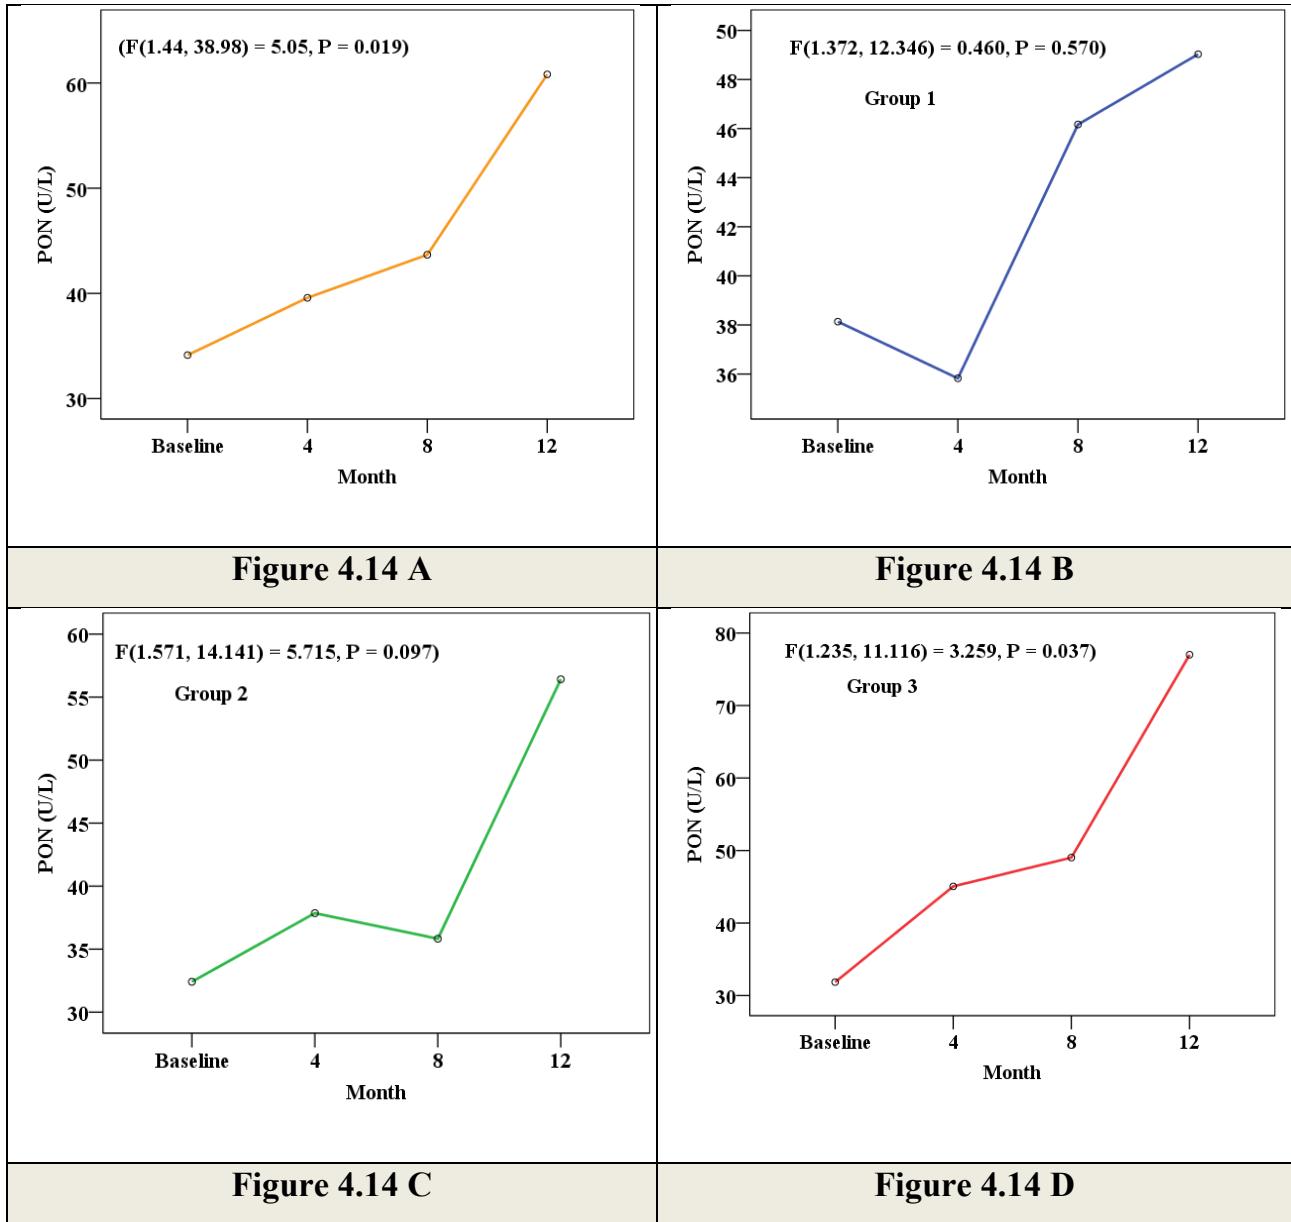 (F(1.44, 38.98) = 5.05, P = 0.019)
60
50
40
30
PON (U/L)
Baseline 4 8 12
Month
Figure 4.14 A
F(1.372, 12.346) = 0.460, P = 0.570)
Group 1
50
48
46
44
42
40
38
36
PON (U/L)
Baseline 4 8 12
Month
Figure 4.14 B
F(1.571, 14.141) = 5.715, P = 0.097)
Group 2
60
55
50
45
40
35
30
PON (U/L)
Baseline 4 8 12
Month
Figure 4.14 C
F(1.235, 11.116) = 3.259, P = 0.037)
Group 3
80
70
60
50
40
30
PON (U/L)
Baseline 4 8 12
Month
Figure 4.14 D